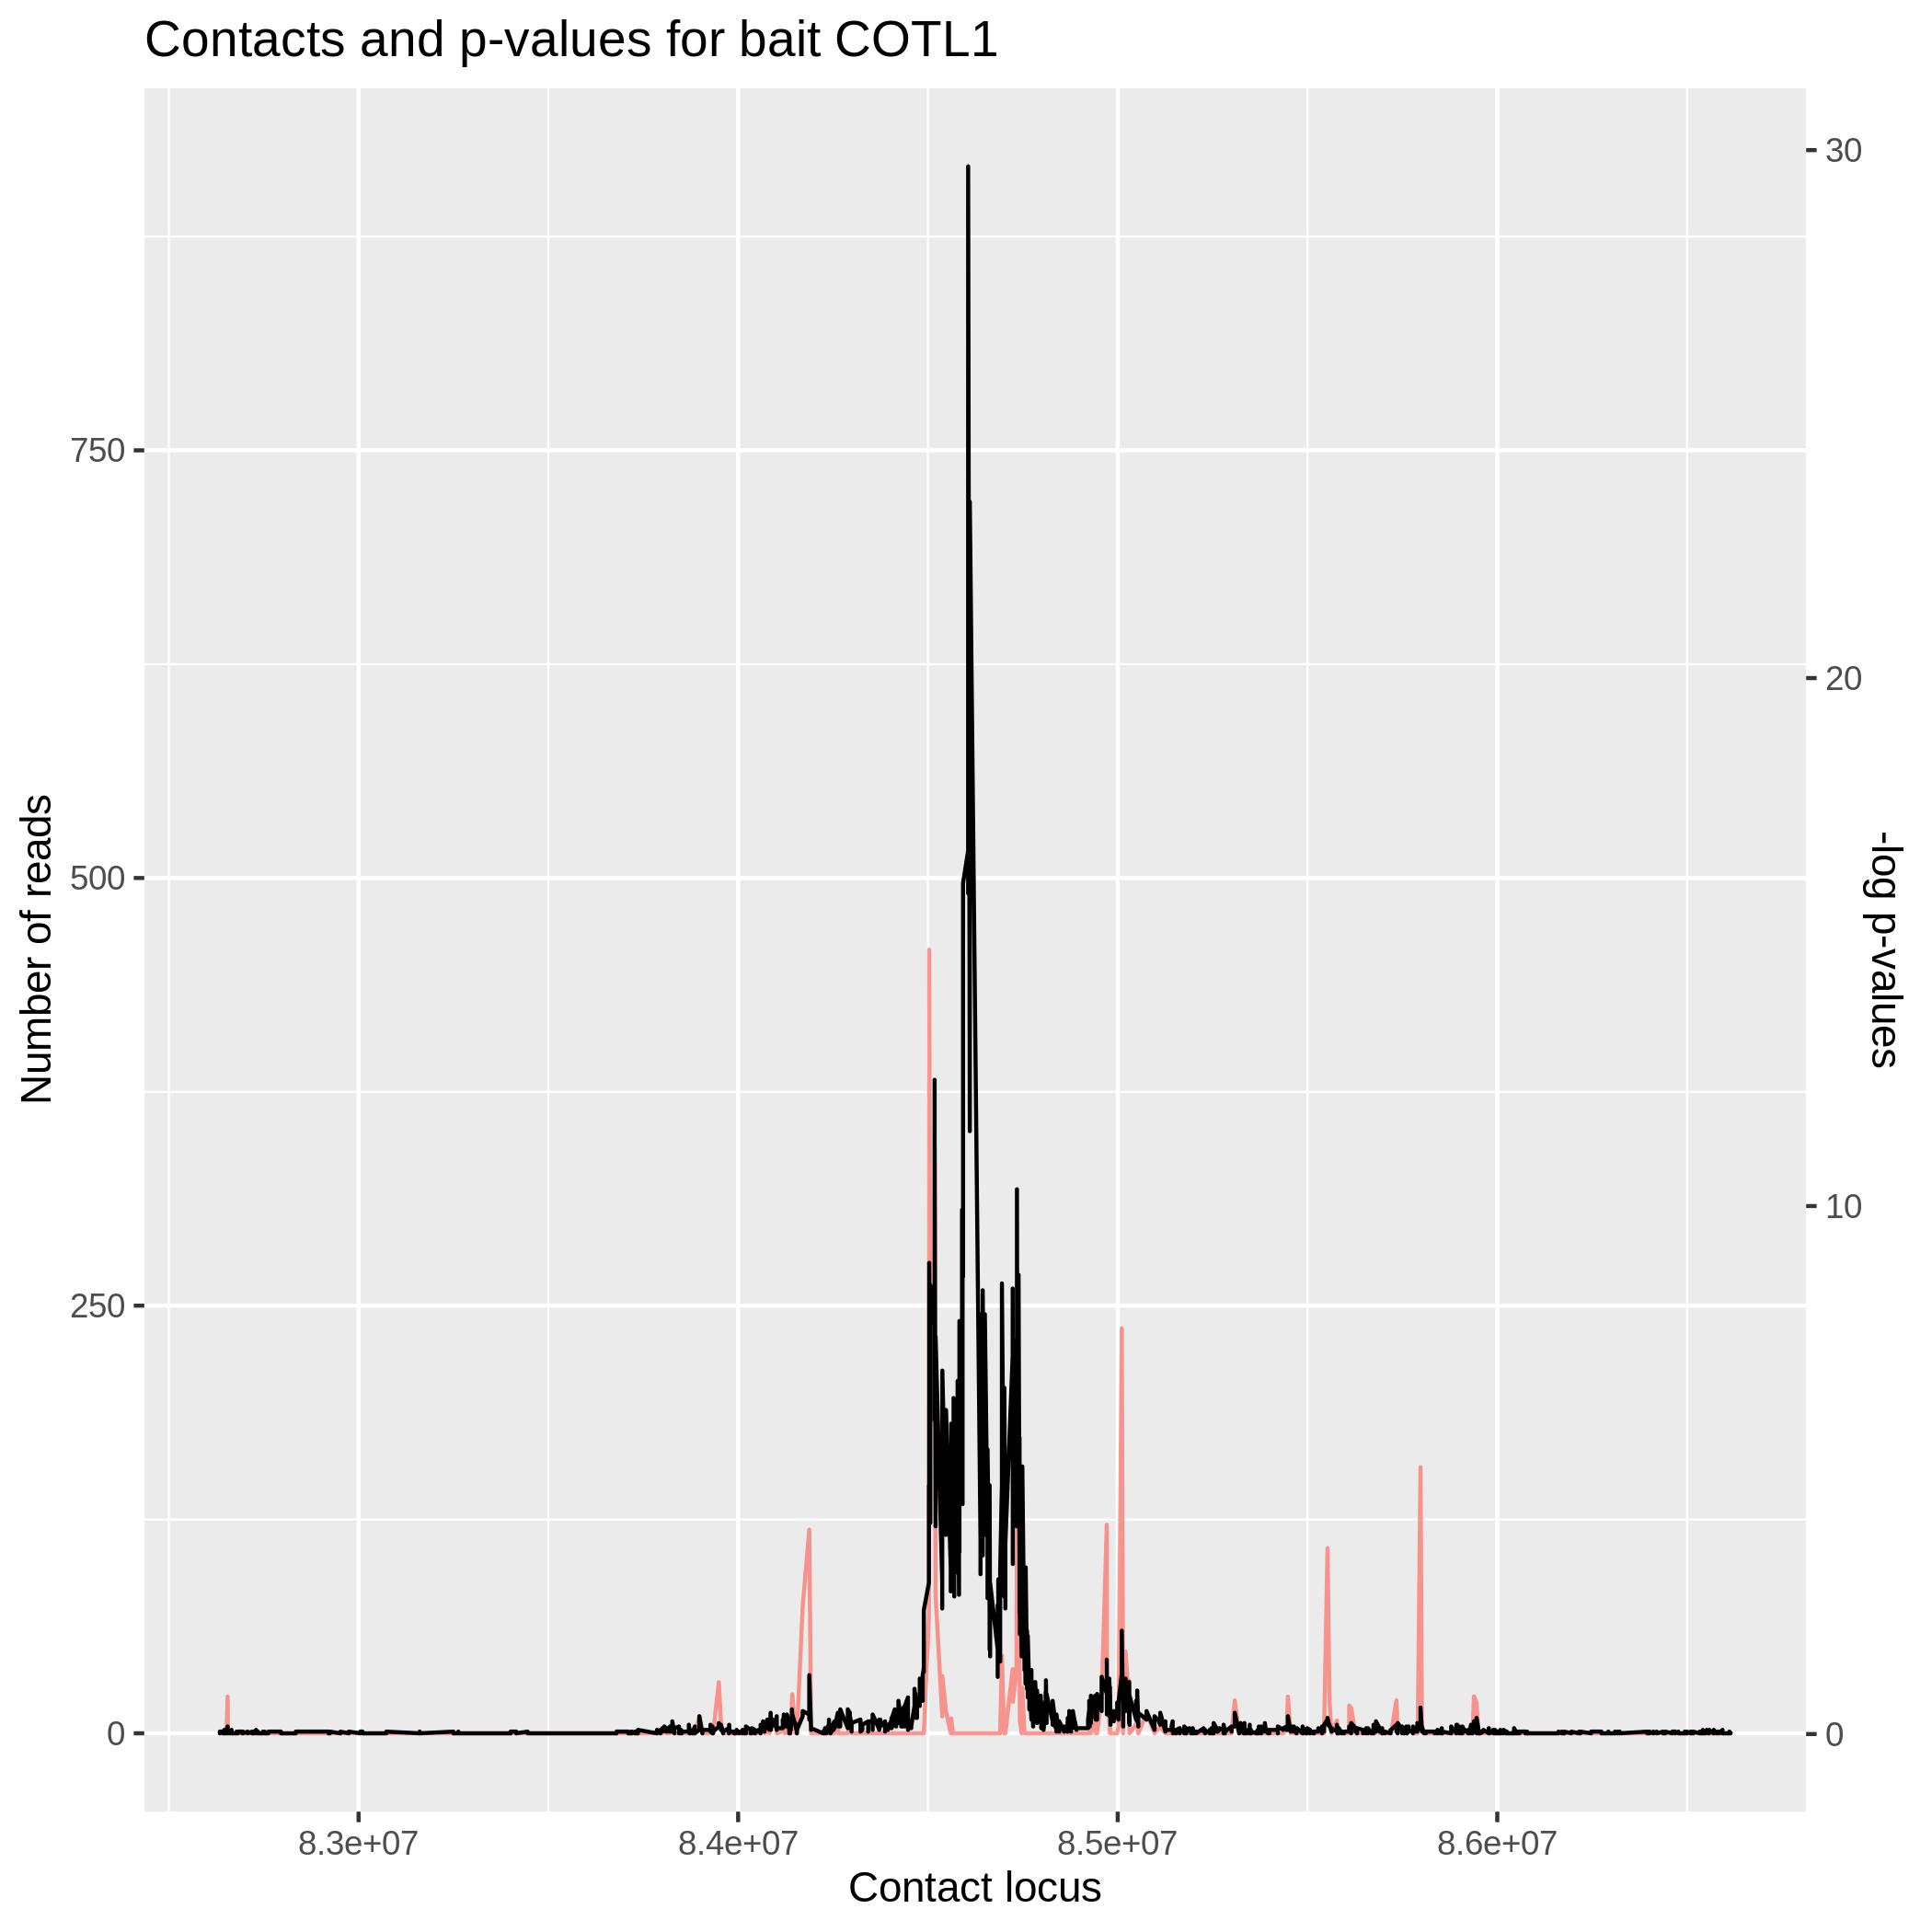 Contacts and p-values for bait COTL1
30
750
20
500
10
250
0
0
Number of reads
-log p-values
8.3e+07
8.4e+07
8.5e+07
8.6e+07
Contact locus